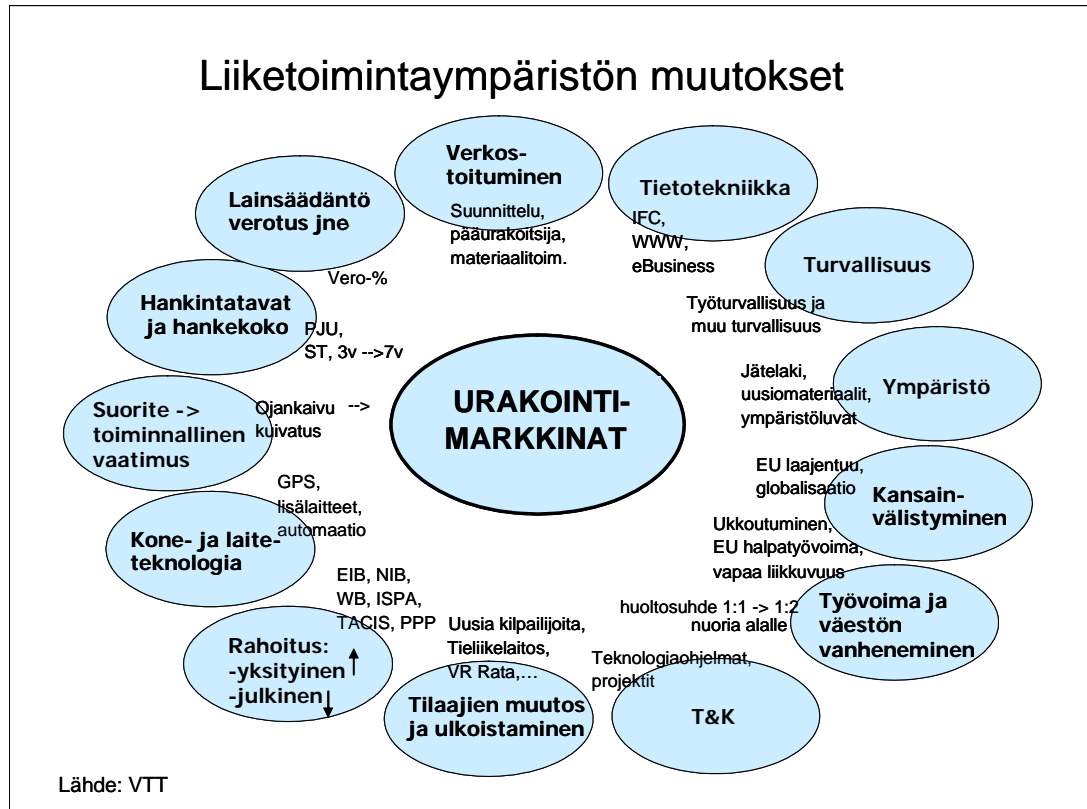 Liiketoimintaympäristön muutokset
Verkos-
toituminen
Suunnittelu,
pääurakoitsija,
materiaalitoim.
Tietotekniikka
IFC,
WWW,
eBusiness
Turvallisuus
Työturvallisuus ja
muu turvallisuus
Ympäristö
Jätelaki,
uusiomateriaalit,
ympäristöluvat
Kansain-
välistyminen
EU laajentuu,
globalisaatio
Työvoima ja
väestön
vanheneminen
Ukkoutuminen,
EU halpatyövoima,
vapaa liikkuvuus
huoltosuhde 1:1 -> 1:2
nuoria alalle
T&K
Teknologiaohjelmat,
projektit
Tilaajien muutos
ja ulkoistaminen
Uusia kilpailijoita,
Tieliikelaitos,
VR Rata,...
Rahoitus:
-yksityinen ↑
-julkinen ↓
EIB, NIB,
WB, ISPA,
TACIS, PPP
Kone- ja laite-
teknologia
GPS,
lisälaitteet,
automaatio
Suorite ->
toiminnallinen
vaatimus
Ojankaivu -->
kuivatus
Hankintatavat
ja hankekoko
PJU,
ST, 3v -->7v
Lainsäädäntö
verotus jne
Vero-%
URAKOINTI-
MARKKINAT
Lähde: VTT